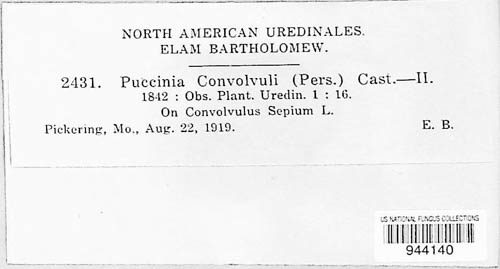 NORTH AMERICAN UREDINALES.
ELAM BARTHOLOMEW.
2431. Puccinia Convolvuli (Pers.) Cast.—II.
1842 : Obs. Plant. Uredin. 1 : 16.
On Convolvulus Sepium L.
Pickering, Mo., Aug. 22, 1919. E. B.
US NATIONAL FUNGUS COLLECTIONS
944140